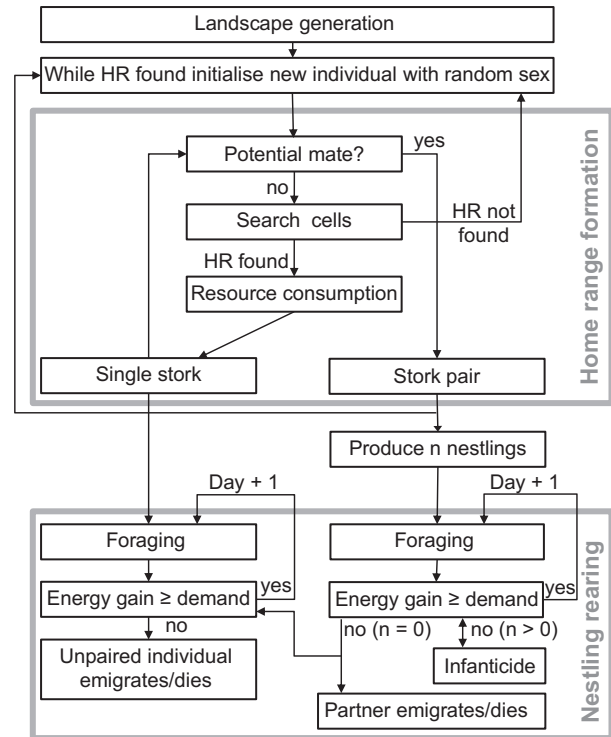 Landscape generation
While HR found initialise new individual with random sex
Potential mate?
yes
no
Search cells
HR not
found
HR found
Resource consumption
Single stork
Stork pair
Home range formation
Produce n nestlings
Day + 1
Day + 1
Foraging
Foraging
Energy gain ≥ demand
yes
Energy gain ≥ demand
yes
no
no (n = 0)
no (n > 0)
Unpaired individual
emigrates/dies
Infanticide
Partner emigrates/dies
Nestling rearing